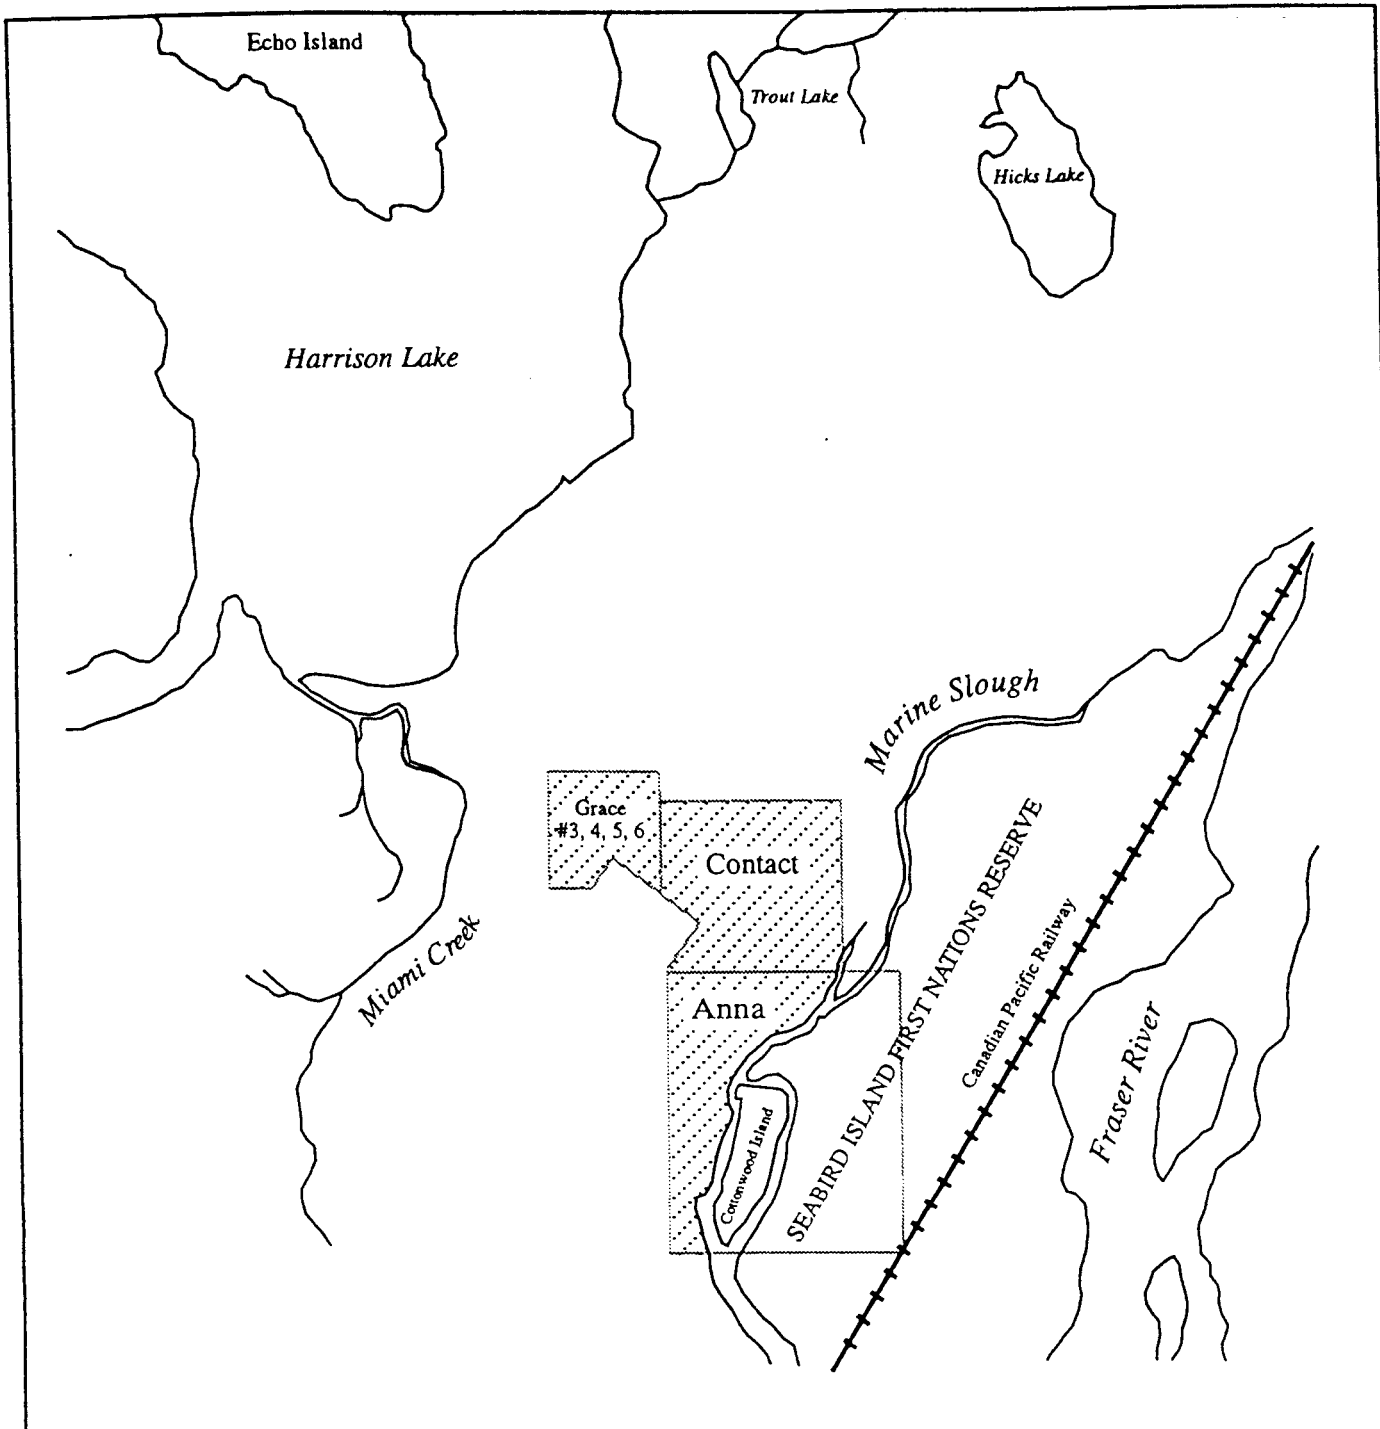 Echo Island
Trout Lake
Hicks Lake
Harrison Lake
Marine Slough
Grace
#3, 4, 5, 6
Contact
Miami Creek
Anna
SEABIRD ISLAND FIRST NATIONS RESERVE
Canadian Pacific Railway
Fraser River
Cottonwood Island